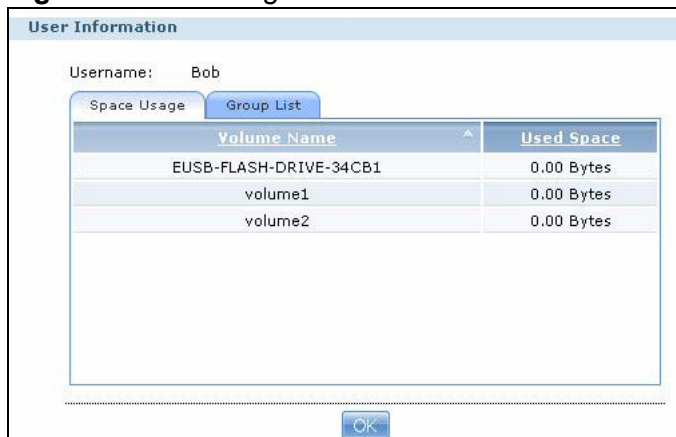 User Information
Username: Bob
Space Usage Group List
Volume Name Used Space
EUSB-FLASH-DRIVE-34CB1 0.00 Bytes
volume1 0.00 Bytes
volume2 0.00 Bytes
OK